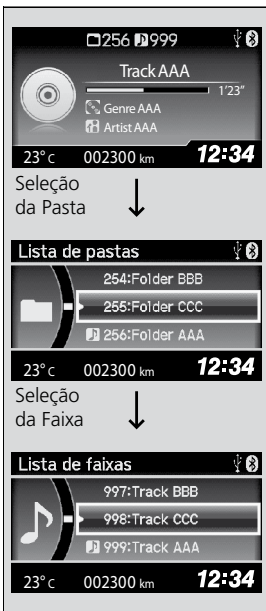 256 999
Track AAA
1'23"
Genre AAA
Artist AAA
23°c 002300 km 12:34
Seleção
da Pasta
Lista de pastas
254:Folder BBB
255:Folder CCC
256:Folder AAA
23°c 002300 km 12:34
Seleção
da Faixa
Lista de faixas
997:Track BBB
998:Track CCC
999:Track AAA
23°c 002300 km 12:34